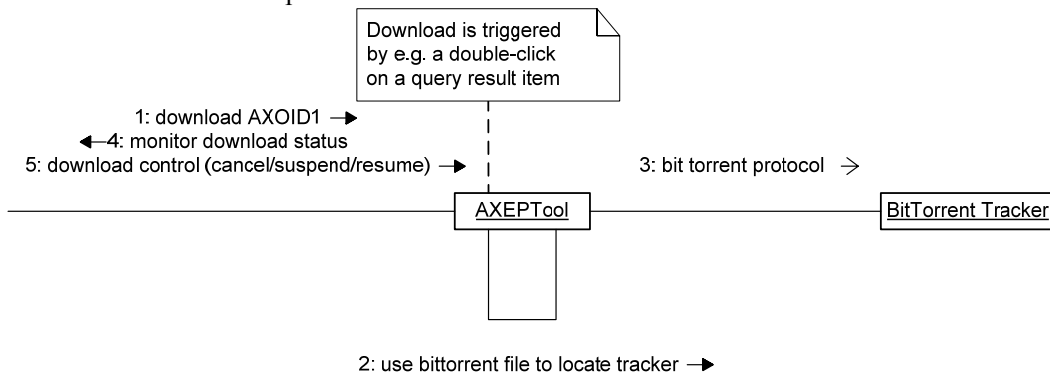 Download is triggered
by e.g. a double-click
on a query result item
1: download AXOID1
4: monitor download status
5: download control (cancel/suspend/resume)
3: bit torrent protocol
AXEPTool
BitTorrent Tracker
2: use bittorrent file to locate tracker